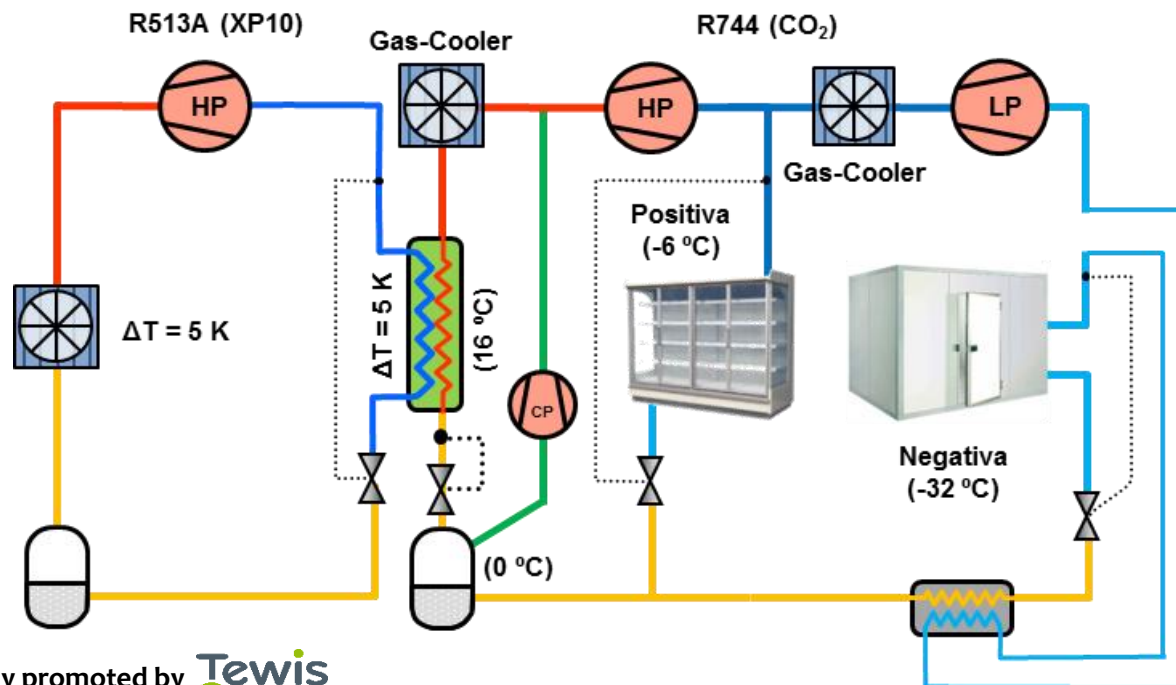 R513A (XP10)
Gas-Cooler
R744 (CO₂)
HP
HP
LP
Gas-Cooler
Positiva
(-6 ºC)
ΔT = 5 K
ΔT = 5 K
(16 ºC)
CP
Negativa
(-32 ºC)
(0 ºC)
y promoted by Tewis